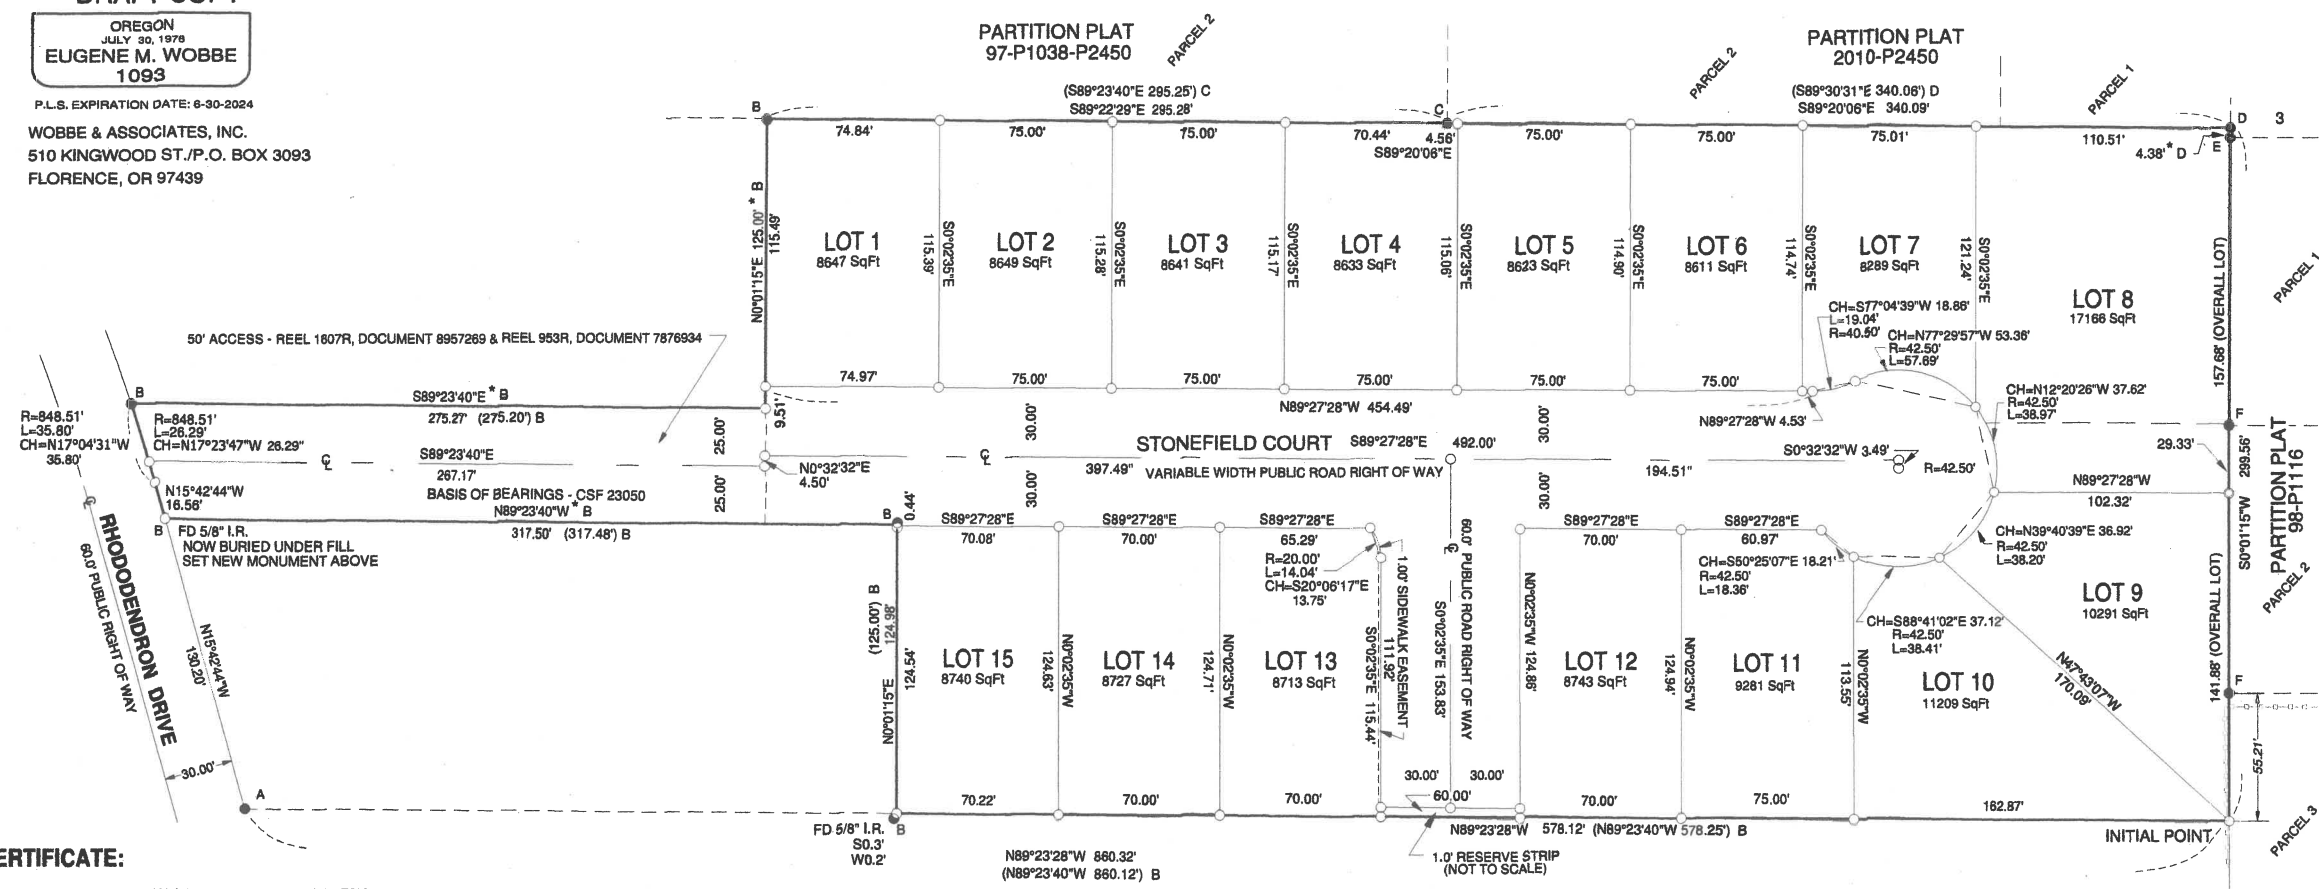 OREGON
JULY 30, 1976
EUGENE M. WOBBE
1093
P.L.S. EXPIRATION DATE: 6-30-2024
WOBBE & ASSOCIATES, INC.
510 KINGWOOD ST./P.O. BOX 3093
FLORENCE, OR 97439
PARTITION PLAT
97-P1038-P2450
PARCEL 2
PARCEL 2
PARTITION PLAT
2010-P2450
PARCEL 1
(S89°23'40"E 295.25') C
S89°22'29"E 295.28'
(S89°30'31"E 340.06') D
S89°20'06"E 340.09'
B
C
D
3
E
74.84'
75.00'
75.00'
70.44'
4.56'
S89°20'06"E
75.00'
75.00'
75.01'
110.51'
4.38' * D
N0°01'15"E 125.00' * B
115.49'
LOT 1
8647 SqFt
115.39'
S0°02'35"E
LOT 2
8649 SqFt
115.28'
S0°02'35"E
LOT 3
8641 SqFt
115.17'
S0°02'35"E
LOT 4
8633 SqFt
115.06'
S0°02'35"E
LOT 5
8623 SqFt
114.90'
S0°02'35"E
LOT 6
8611 SqFt
114.74'
S0°02'35"E
LOT 7
8289 SqFt
121.24'
S0°02'35"E
LOT 8
17166 SqFt
157.68' (OVERALL LOT)
PARCEL 1
CH=S77°04'39"W 18.86'
L=19.04'
R=40.50'
CH=N77°29'57"W 53.36'
R=42.50'
L=57.69'
CH=N12°20'26"W 37.62'
R=42.50'
L=38.97'
50' ACCESS - REEL 1607R, DOCUMENT 8957269 & REEL 953R, DOCUMENT 7876934
74.97'
75.00'
75.00'
75.00'
75.00'
75.00'
N89°27'28"W 454.49'
N89°27'28"W 4.53'
B
S89°23'40"E * B
275.27' (275.20') B
R=848.51'
L=35.80'
CH=N17°04'31"W
35.80'
R=848.51'
L=26.29'
CH=N17°23'47"W 26.29"
9.51'
25.00'
25.00'
S89°23'40"E
267.17'
BASIS OF BEARINGS - CSF 23050
N89°23'40"W * B
317.50' (317.48') B
N15°42'44"W
16.56'
B
FD 5/8" I.R.
NOW BURIED UNDER FILL
SET NEW MONUMENT ABOVE
N0°32'32"E
4.50'
30.00'
30.00'
STONEFIELD COURT
S89°27'28"E 492.00'
397.49"
VARIABLE WIDTH PUBLIC ROAD RIGHT OF WAY
30.00'
30.00'
194.51"
S0°32'32"W 3.49'
R=42.50'
F
29.33'
299.56'
S0°01'15"W
PARTITION PLAT
98-P1116
PARCEL 2
N89°27'28"W
102.32'
B
0.44'
S89°27'28"E
70.08'
S89°27'28"E
70.00'
S89°27'28"E
65.29'
R=20.00'
L=14.04'
CH=S20°06'17"E
13.75'
S89°27'28"E
70.00'
S89°27'28"E
60.97'
CH=S50°25'07"E 18.21'
R=42.50'
L=18.36'
CH=N39°40'39"E 36.92'
R=42.50'
L=38.20'
CH=S88°41'02"E 37.12'
R=42.50'
L=38.41'
RHODODENDRON DRIVE
60.0' PUBLIC RIGHT OF WAY
N15°42'44"W
130.20'
30.00'
A
(125.00') B
124.98'
N0°01'15"E
124.54'
LOT 15
8740 SqFt
124.63'
N0°02'35"W
LOT 14
8727 SqFt
124.71'
N0°02'35"W
LOT 13
8713 SqFt
S0°02'35"E 115.44'
111.92'
1.00' SIDEWALK EASEMENT
S0°02'35"E 153.83'
60.0' PUBLIC ROAD RIGHT OF WAY
N0°02'35"W 124.86'
LOT 12
8743 SqFt
124.94'
N0°02'35"W
LOT 11
9281 SqFt
113.55'
N0°02'35"W
LOT 10
11209 SqFt
N47°43'07"W
170.09'
LOT 9
10291 SqFt
141.88' (OVERALL LOT)
F
55.21'
PARCEL 3
70.22'
70.00'
70.00'
30.00'
30.00'
60.00'
70.00'
75.00'
162.87'
FD 5/8" I.R.
S0.3'
W0.2'
B
N89°23'28"W 578.12' (N89°23'40"W 578.25') B
INITIAL POINT
N89°23'28"W 860.32'
(N89°23'40"W 860.12') B
1.0' RESERVE STRIP
(NOT TO SCALE)
ERTIFICATE: